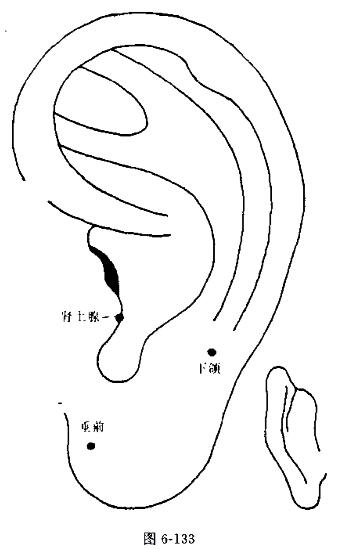 肾上腺
下颌
垂前
图 6-133